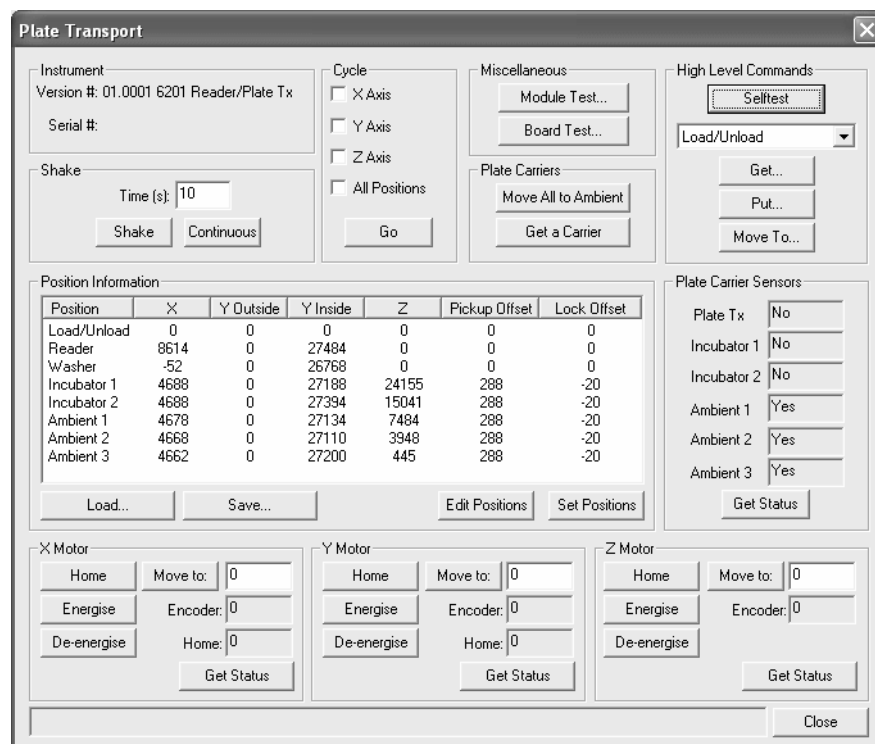 Plate Transport
Instrument
Version #: 01.0001 6201 Reader/Plate Tx
Serial #:
Shake
Time (s): 10
Shake Continuous
Cycle
X Axis
Y Axis
Z Axis
All Positions
Go
Miscellaneous
Module Test...
Board Test...
Plate Carriers
Move All to Ambient
Get a Carrier
High Level Commands
Selftest
Load/Unload
Get...
Put...
Move To...
Position Information
Position X Y Outside Y Inside Z Pickup Offset Lock Offset
Load/Unload 0 0 0 0 0 0
Reader 8614 0 27484 0 0 0
Washer -52 0 26768 0 0 0
Incubator 1 4688 0 27188 24155 288 -20
Incubator 2 4688 0 27394 15041 288 -20
Ambient 1 4678 0 27134 7484 288 -20
Ambient 2 4668 0 27110 3948 288 -20
Ambient 3 4662 0 27200 445 288 -20
Load... Save... Edit Positions Set Positions
Plate Carrier Sensors
Plate Tx No
Incubator 1 No
Incubator 2 No
Ambient 1 Yes
Ambient 2 Yes
Ambient 3 Yes
Get Status
X Motor
Home Move to: 0
Energise Encoder: 0
De-energise Home: 0
Get Status
Y Motor
Home Move to: 0
Energise Encoder: 0
De-energise Home: 0
Get Status
Z Motor
Home Move to: 0
Energise Encoder: 0
De-energise
Get Status
Close